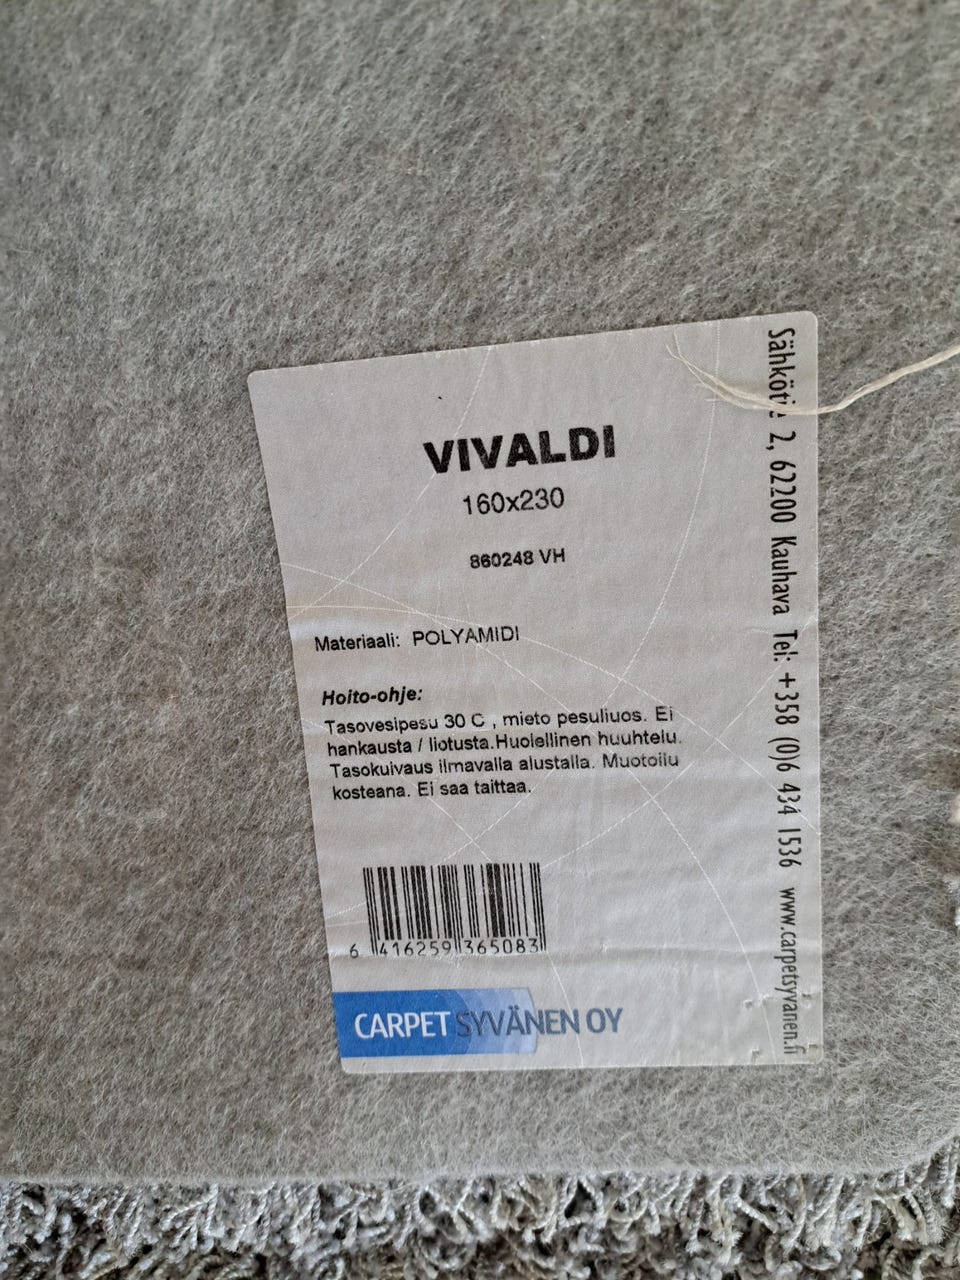 VIVALDI
160x230
860248 VH
Materiaali: POLYAMIDI
Hoito-ohje:
Tasovesipesu 30 C , mieto pesuliuos. Ei
hankausta / liotusta.Huolellinen huuhtelu.
Tasokuivaus ilmavalla alustalla. Muotoilu
kosteana. Ei saa taittaa.
6 416259 365083
CARPET SYVÄNEN OY
Sähkötie 2, 62200 Kauhava Tel: +358 (0)6 434 1536 www.carpetsyvanen.fi